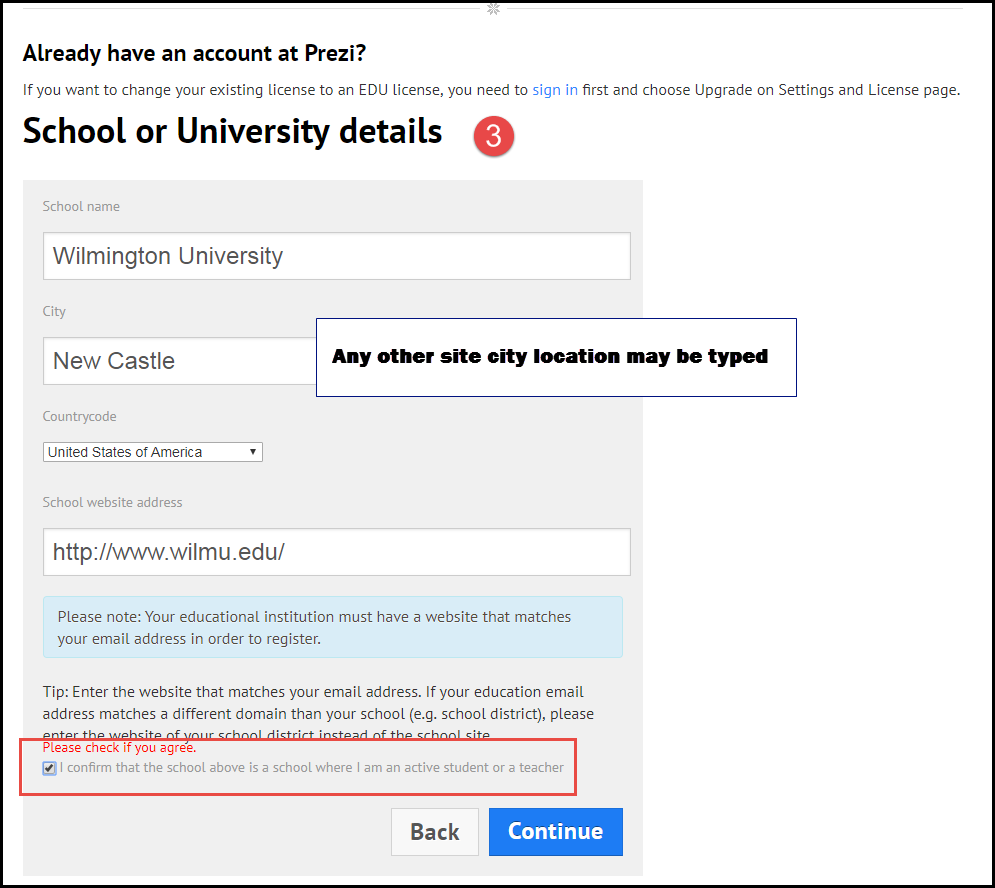 Already have an account at Prezi?
If you want to change your existing license to an EDU license, you need to sign in first and choose Upgrade on Settings and License page.
School or University details 3
School name
Wilmington University
City
New Castle
Any other site city location may be typed
Countrycode
United States of America
School website address
http://www.wilmu.edu/
Please note: Your educational institution must have a website that matches
your email address in order to register.
Tip: Enter the website that matches your email address. If your education email
address matches a different domain than your school (e.g. school district), please
enter the website of your school district instead of the school site.
Please check if you agree.
I confirm that the school above is a school where I am an active student or a teacher
Back Continue